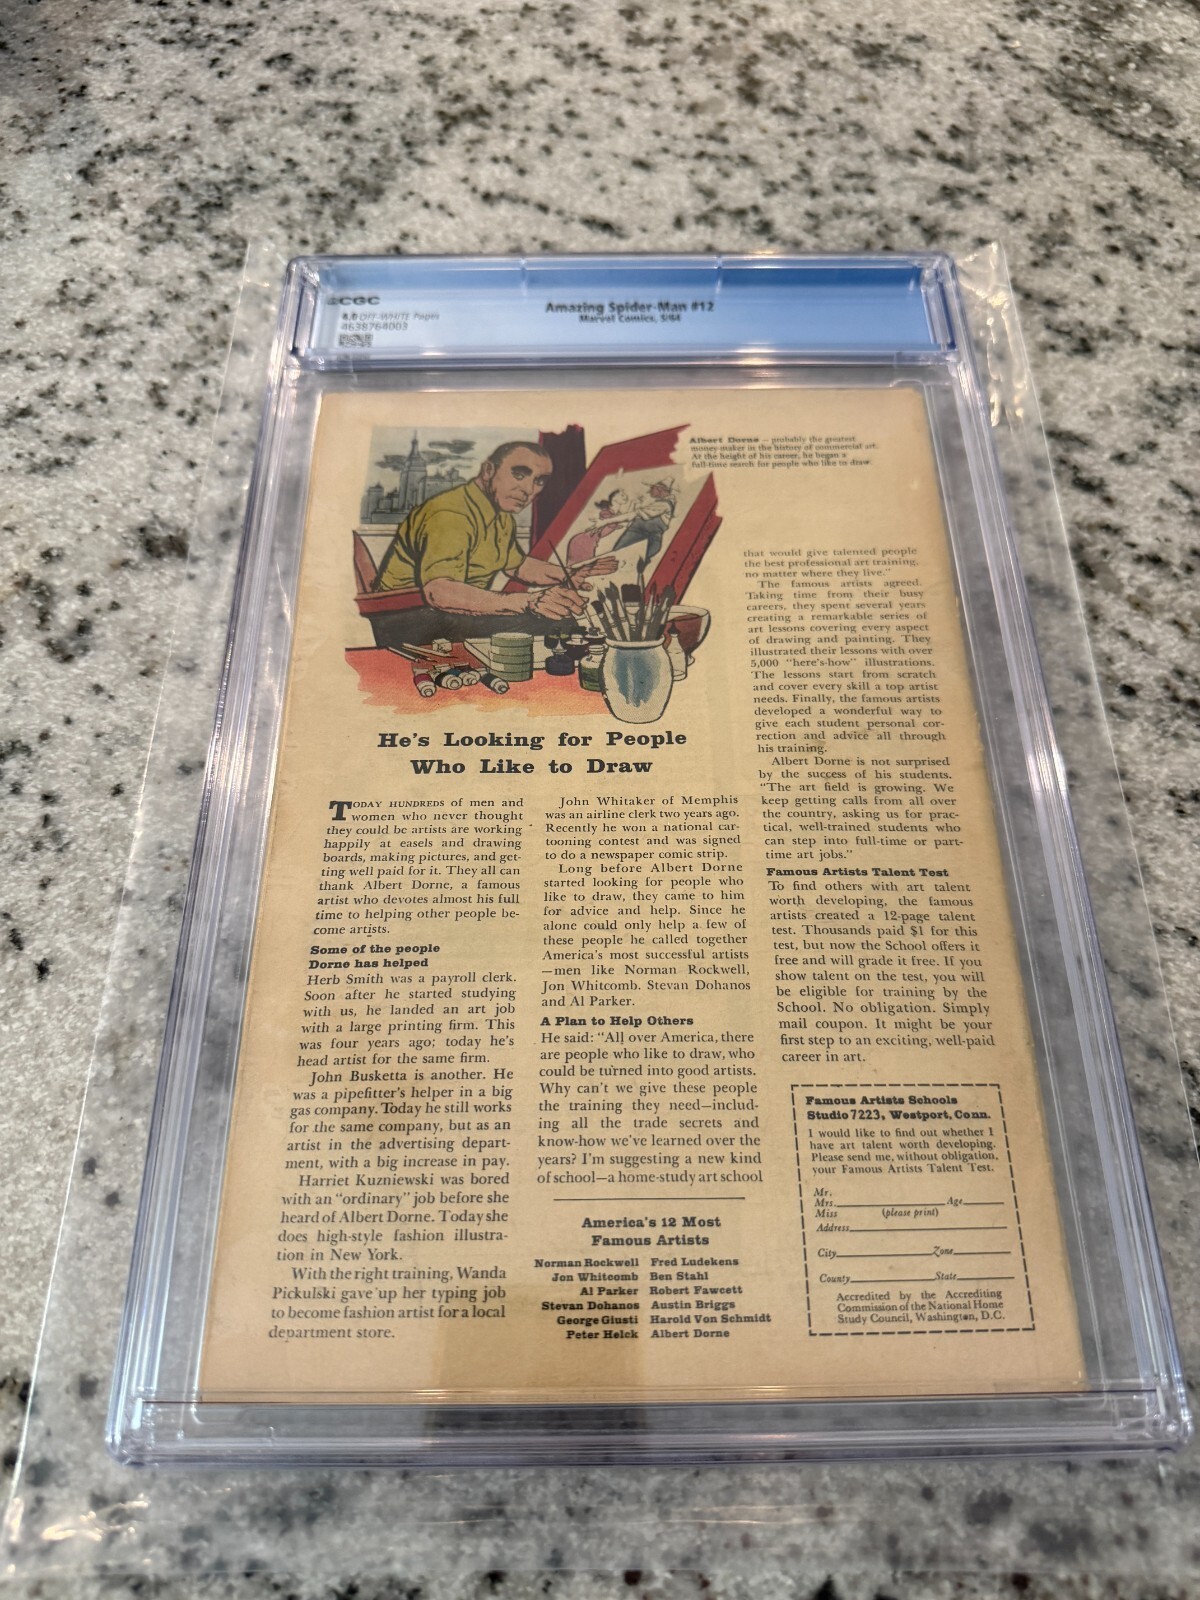 CGC
OFF-WHITE Pages
4638764003
Amazing Spider-Man #12
Marvel Comics, 5/64
Albert Dorne — probably the greatest
money-maker in the history of commercial art.
At the height of his career, he began a
full-time search for people who like to draw.
He's Looking for People
Who Like to Draw
TODAY HUNDREDS of men and
women who never thought
they could be artists are working
happily at easels and drawing
boards, making pictures, and get-
ting well paid for it. They all can
thank Albert Dorne, a famous
artist who devotes almost his full
time to helping other people be-
come artists.
Some of the people
Dorne has helped
Herb Smith was a payroll clerk.
Soon after he started studying
with us, he landed an art job
with a large printing firm. This
was four years ago; today he's
head artist for the same firm.
John Busketta is another. He
was a pipefitter's helper in a big
gas company. Today he still works
for the same company, but as an
artist in the advertising depart-
ment, with a big increase in pay.
Harriet Kuzniewski was bored
with an "ordinary" job before she
heard of Albert Dorne. Today she
does high-style fashion illustra-
tion in New York.
With the right training, Wanda
Pickulski gave up her typing job
to become fashion artist for a local
department store.
John Whitaker of Memphis
was an airline clerk two years ago.
Recently he won a national car-
tooning contest and was signed
to do a newspaper comic strip.
Long before Albert Dorne
started looking for people who
like to draw, they came to him
for advice and help. Since he
alone could only help a few of
these people he called together
America's most successful artists
—men like Norman Rockwell,
Jon Whitcomb, Stevan Dohanos
and Al Parker.
A Plan to Help Others
He said: "All over America, there
are people who like to draw, who
could be turned into good artists.
Why can't we give these people
the training they need—includ-
ing all the trade secrets and
know-how we've learned over the
years? I'm suggesting a new kind
of school—a home-study art school
America's 12 Most
Famous Artists
Norman Rockwell Fred Ludekens
Jon Whitcomb Ben Stahl
Al Parker Robert Fawcett
Stevan Dohanos Austin Briggs
George Giusti Harold Von Schmidt
Peter Helck Albert Dorne
that would give talented people
the best professional art training,
no matter where they live."
The famous artists agreed.
Taking time from their busy
careers, they spent several years
creating a remarkable series of
art lessons covering every aspect
of drawing and painting. They
illustrated their lessons with over
5,000 "here's-how" illustrations.
The lessons start from scratch
and cover every skill a top artist
needs. Finally, the famous artists
developed a wonderful way to
give each student personal cor-
rection and advice all through
his training.
Albert Dorne is not surprised
by the success of his students.
"The art field is growing. We
keep getting calls from all over
the country, asking us for prac-
tical, well-trained students who
can step into full-time or part-
time art jobs."
Famous Artists Talent Test
To find others with art talent
worth developing, the famous
artists created a 12-page talent
test. Thousands paid $1 for this
test, but now the School offers it
free and will grade it free. If you
show talent on the test, you will
be eligible for training by the
School. No obligation. Simply
mail coupon. It might be your
first step to an exciting, well-paid
career in art.
Famous Artists Schools
Studio 7223, Westport, Conn.
I would like to find out whether I
have art talent worth developing.
Please send me, without obligation,
your Famous Artists Talent Test.
Mr.
Mrs. Age
Miss (please print)
Address
City Zone
County State
Accredited by the Accrediting
Commission of the National Home
Study Council, Washington, D.C.